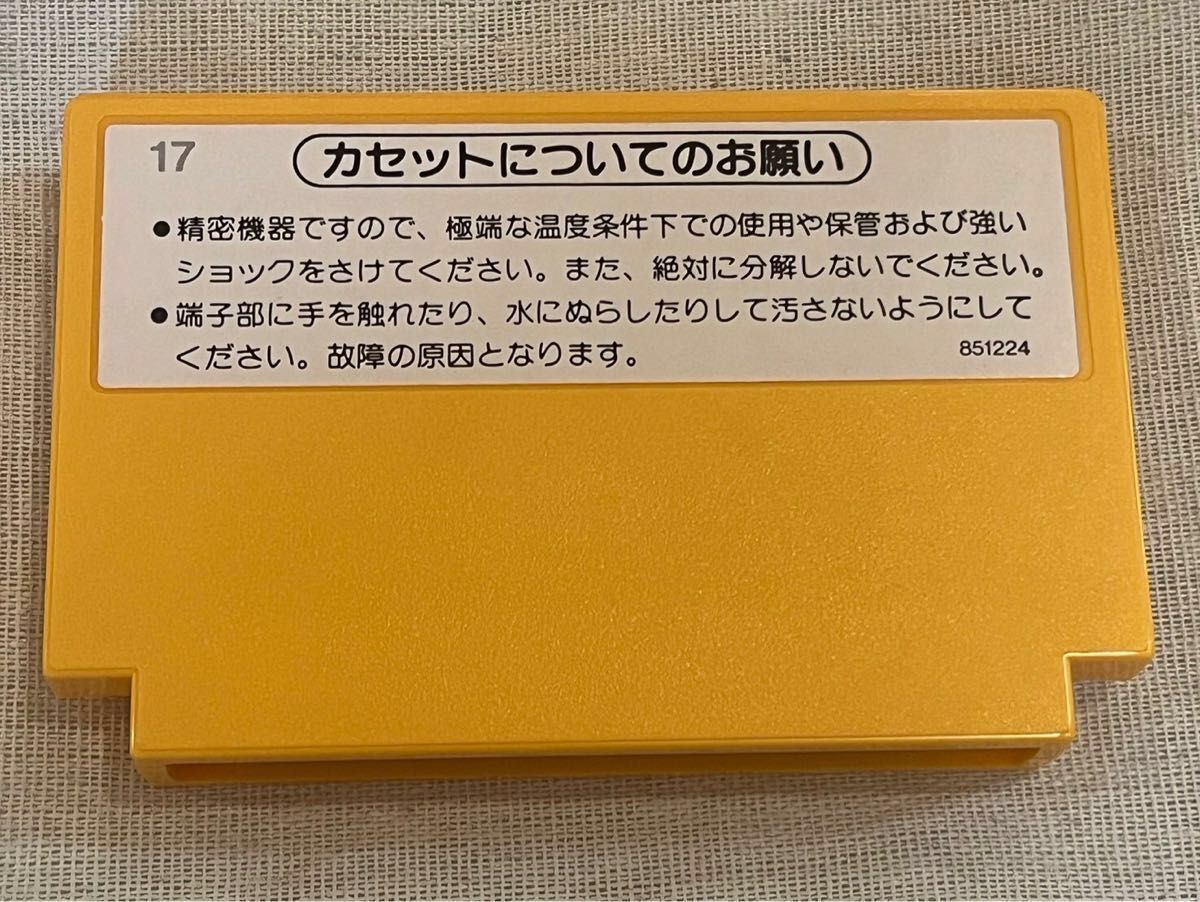 17
カセットについてのお願い
●精密機器ですので、極端な温度条件下での使用や保管および強い
ショックをさけてください。また、絶対に分解しないでください。
●端子部に手を触れたり、水にぬらしたりして汚さないようにして
ください。故障の原因となります。
851224